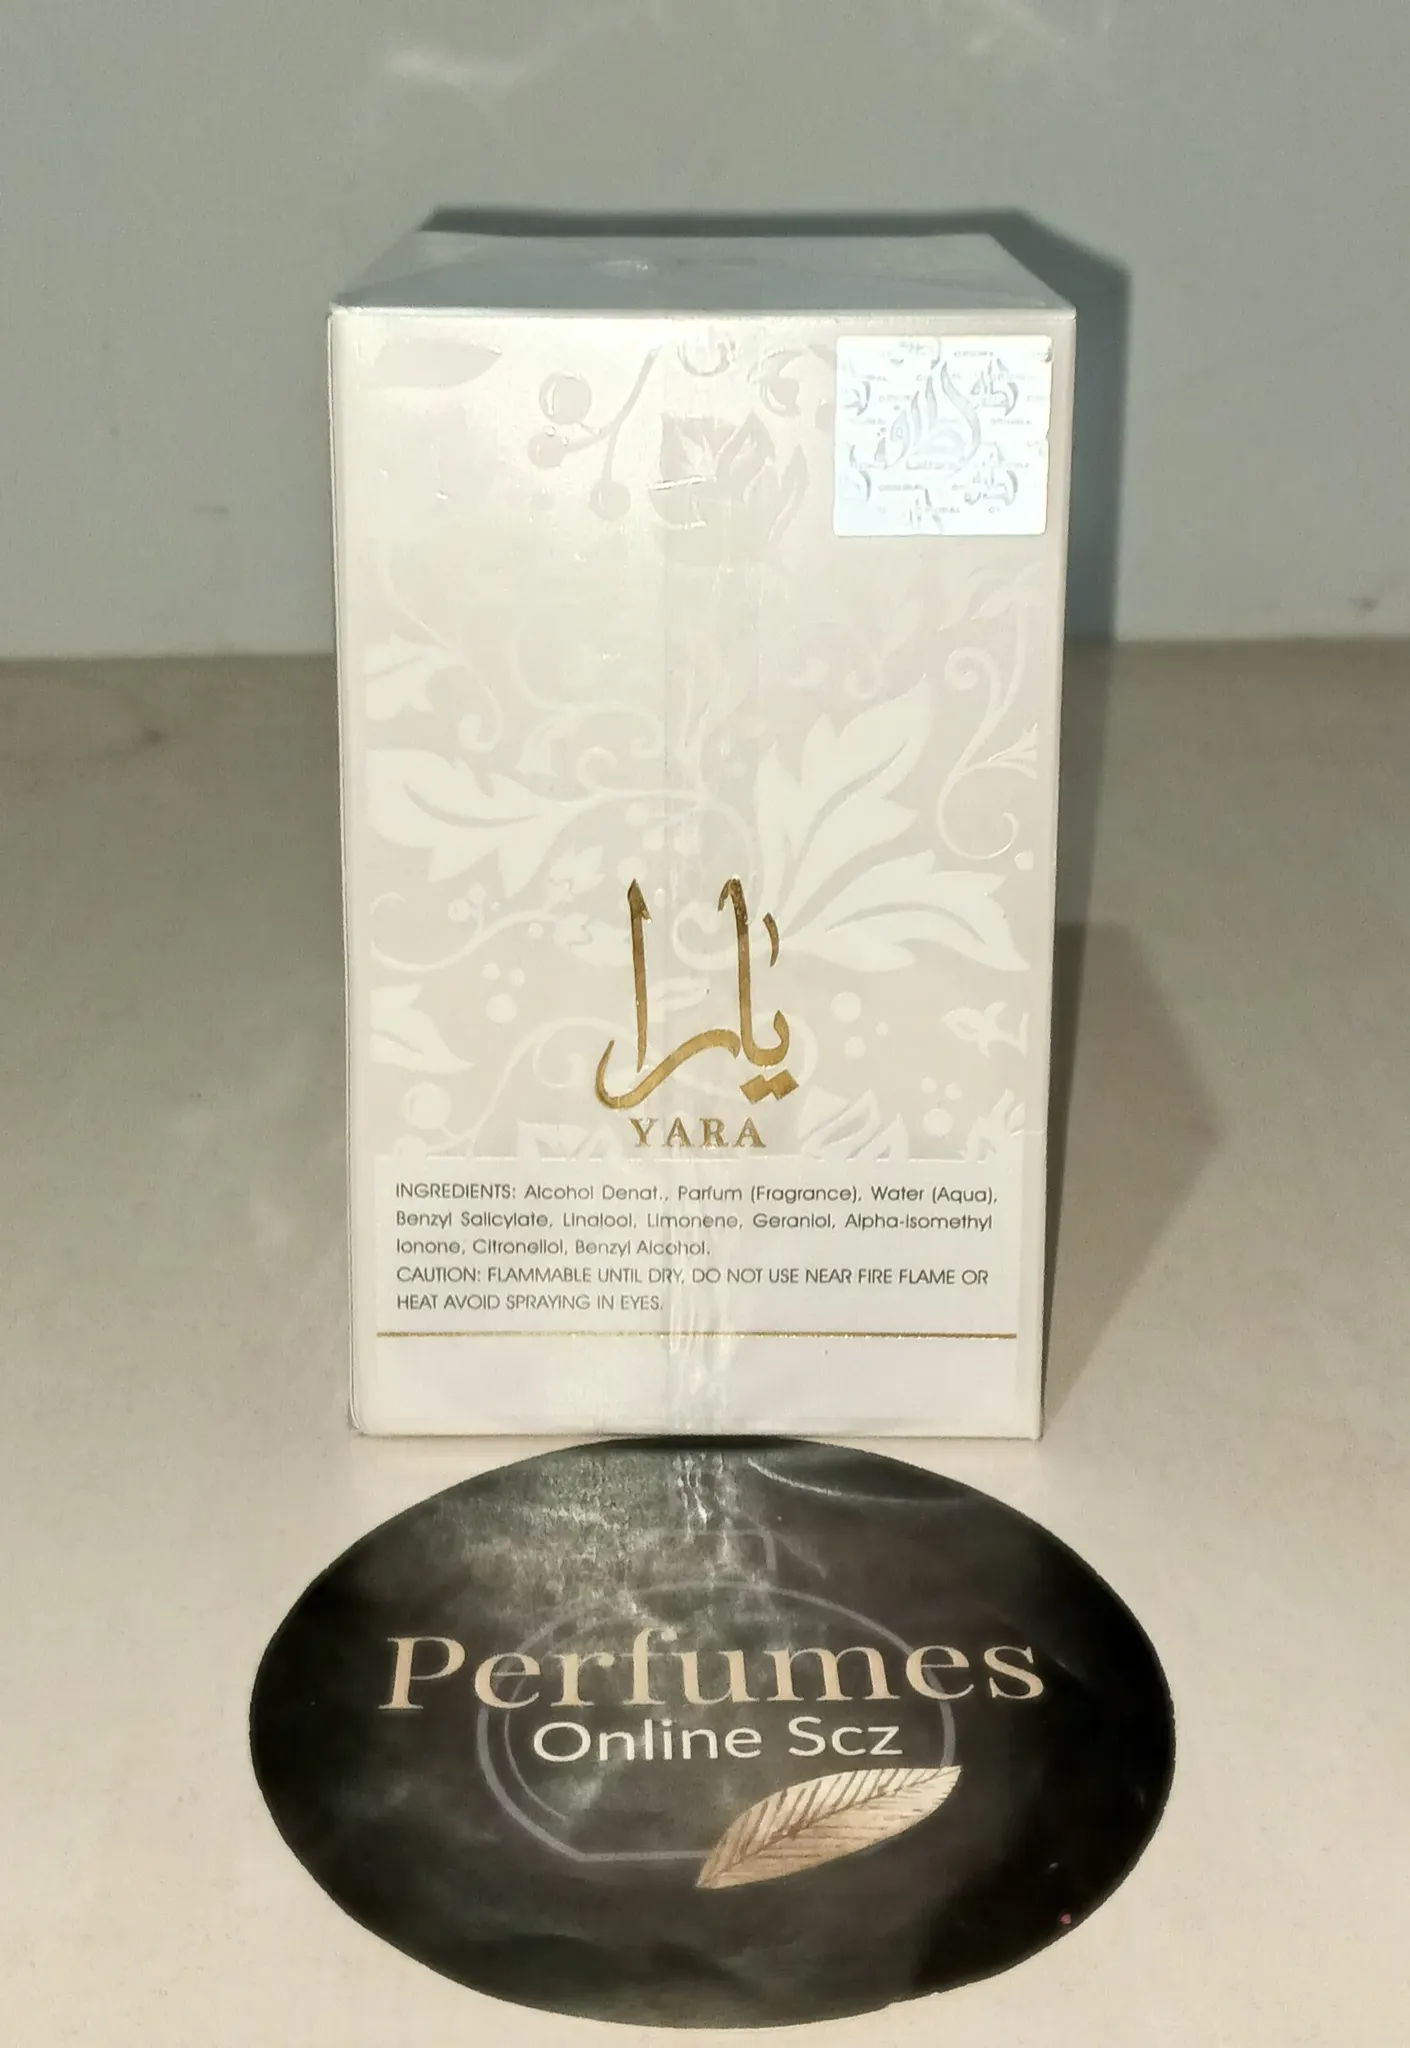 يارا
YARA
INGREDIENTS: Alcohol Denat., Parfum (Fragrance), Water (Aqua),
Benzyl Salicylate, Linalool, Limonene, Geraniol, Alpha-isomethyl
Ionone, Citronellol, Benzyl Alcohol.
CAUTION: FLAMMABLE UNTIL DRY, DO NOT USE NEAR FIRE FLAME OR
HEAT AVOID SPRAYING IN EYES.
Perfumes
Online Scz